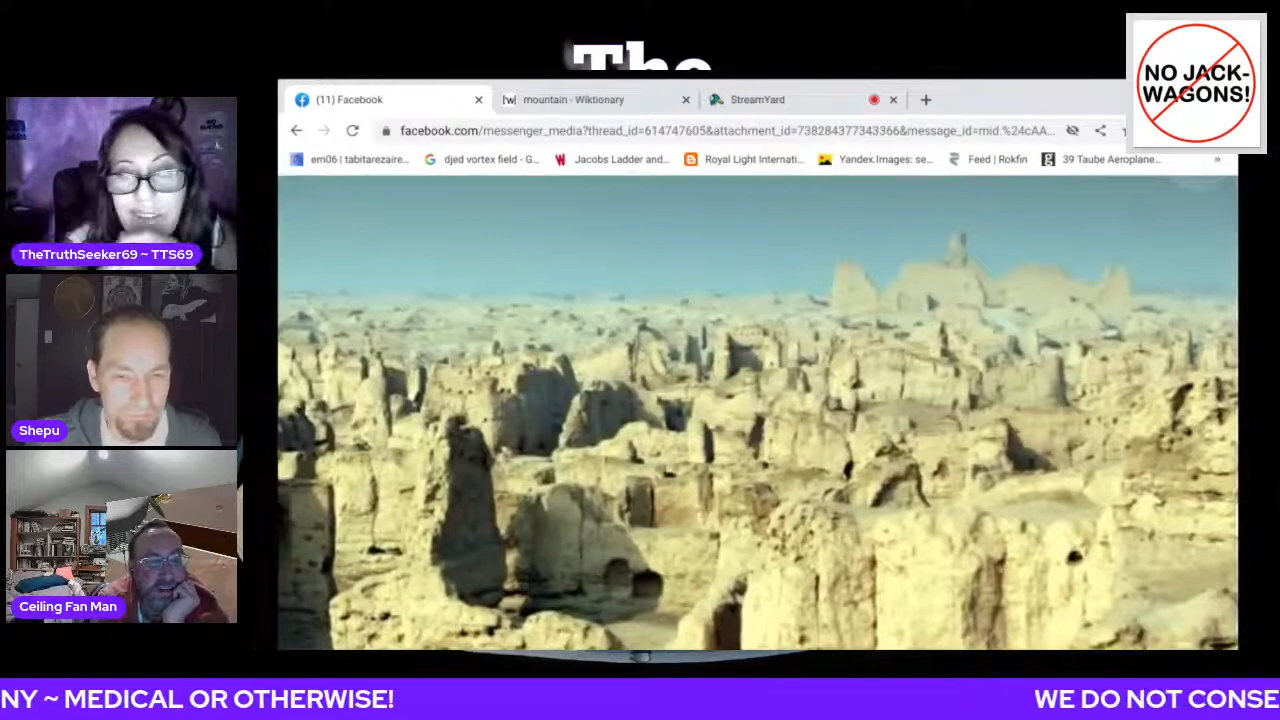 The
NO JACK-
WAGONS!
(11) Facebook
mountain - Wiktionary
StreamYard
facebook.com/messenger_media?thread_id=614747605&attachment_id=738284377343366&message_id=mid.%24cAA...
em06 | tabitarezaire...
djed vortex field - G...
Jacobs Ladder and...
Royal Light Internati...
Yandex.Images: se...
Feed | Rokfin
39 Taube Aeroplane...
TheTruthSeeker69 ~ TTS69
Shepu
Ceiling Fan Man
NY ~ MEDICAL OR OTHERWISE! WE DO NOT CONSE